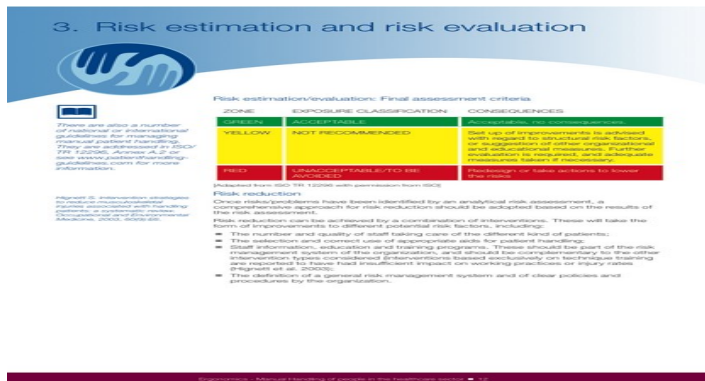 3. Risk estimation and risk evaluation
There are also a number
of national or international
guidelines for managing
manual patient handling.
They are addressed in ISO/
TR 12296, Annex A.2 or
see www.patienthandling-
guidelines.com for more
information.
Hignett S. Intervention strategies
to reduce musculoskeletal
injuries associated with handling
patients: a systematic review.
Occupational and Environmental
Medicine, 2003,
Risk estimation/evaluation: Final assessment criteria
ZONE EXPOSURE CLASSIFICATION CONSEQUENCES
GREEN ACCEPTABLE Acceptable, no consequences.
YELLOW NOT RECOMMENDED Set up of improvements is advised
with regard to structural risk factors,
or suggestion of other organizational
and educational measures. Further
evaluation is required, and adequate
measures taken if necessary.
RED UNACCEPTABLE/TO BE
AVOIDED Redesign or take actions to lower
the risks.
[Adapted from ISO TR 12296 with permission from ISO]
Risk reduction
Once risks/problems have been identified by an analytical risk assessment, a
comprehensive approach for risk reduction should be adopted based on the results of
the risk assessment.
Risk reduction can be achieved by a combination of interventions. These will take the
form of improvements to different potential risk factors, including:
■ The number and quality of staff taking care of the different kind of patients;
■ The selection and correct use of appropriate aids for patient handling;
■ Staff information, education and training programs. These should be part of the risk
management system of the organization, and should be complementary to the other
intervention types considered (interventions based exclusively on technique training
are reported to have had insufficient impact on working practices or injury rates
(Hignett et al. 2003);
■ The definition of a general risk management system and of clear policies and
procedures by the organization.
Ergonomics - Manual Handling of people in the healthcare sector ■ 12